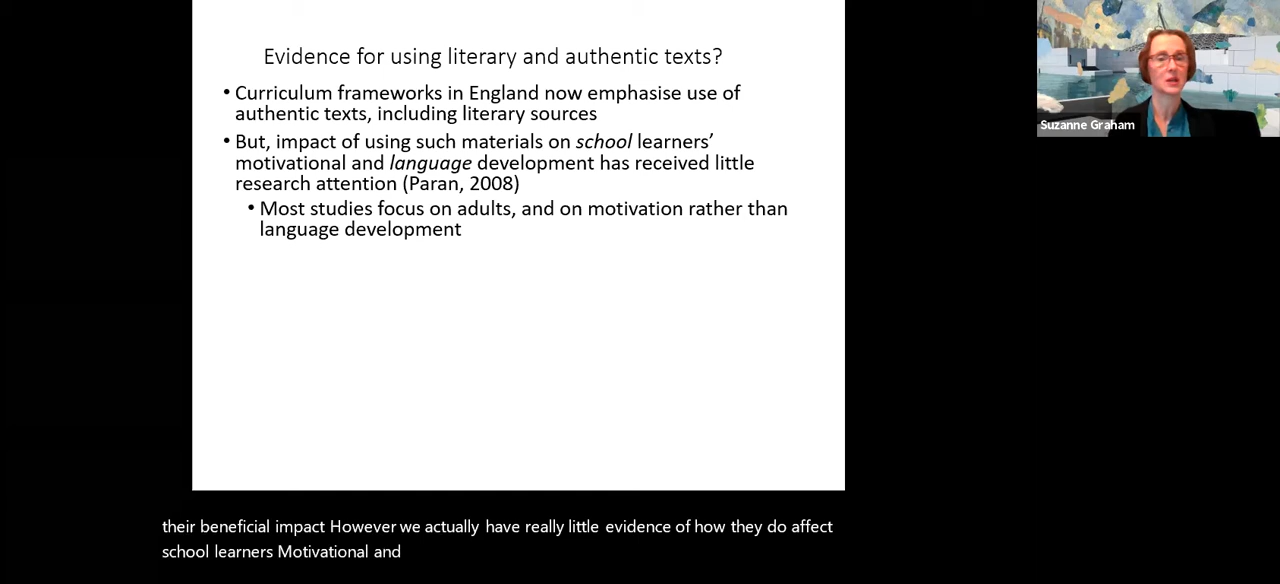 Evidence for using literary and authentic texts?
• Curriculum frameworks in England now emphasise use of
authentic texts, including literary sources
• But, impact of using such materials on school learners'
motivational and language development has received little
research attention (Paran, 2008)
• Most studies focus on adults, and on motivation rather than
language development
Suzanne Graham
their beneficial impact However we actually have really little evidence of how they do affect
school learners Motivational and